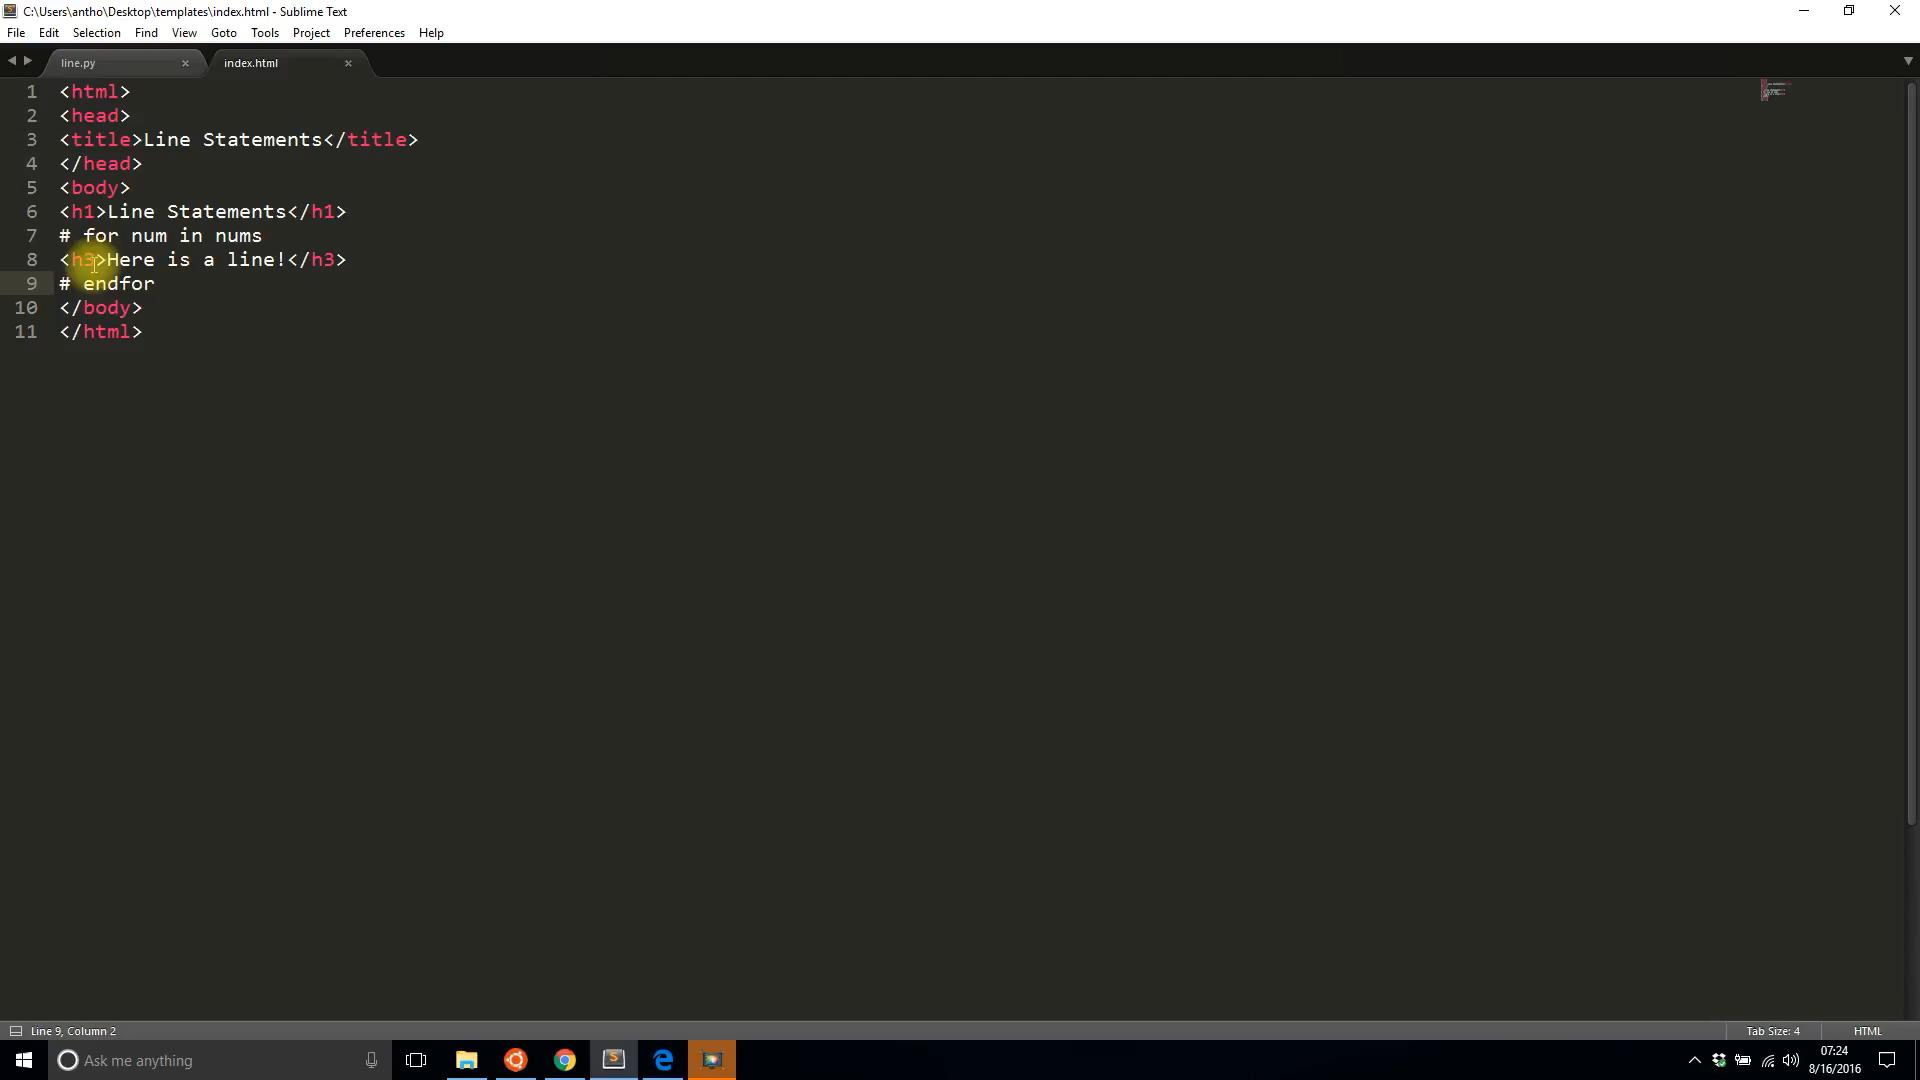 C:\Users\antho\Desktop\templates\index.html - Sublime Text
File Edit Selection Find View Goto Tools Project Preferences Help
line.py × index.html ×
1 <html>
2 <head>
3 <title>Line Statements</title>
4 </head>
5 <body>
6 <h1>Line Statements</h1>
7 # for num in nums
8 <h3>Here is a line!</h3>
9 # endfor
10 </body>
11 </html>
Line 9, Column 2 Tab Size: 4 HTML
Ask me anything 07:24
8/16/2016